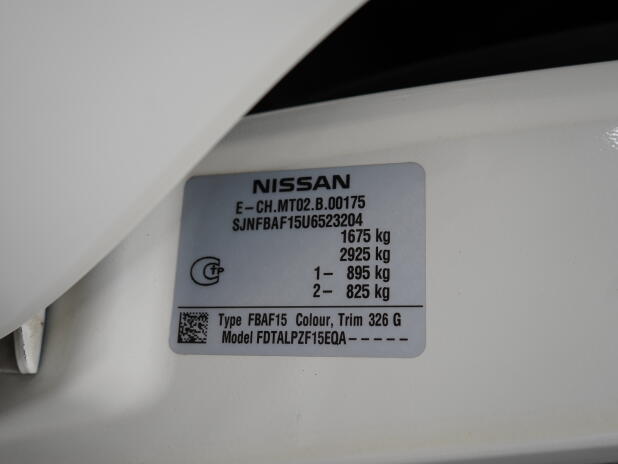 NISSAN
E-CH.MT02.B.00175
SJNFBAF15U6523204
1675 kg
2925 kg
1- 895 kg
2- 825 kg
Type FBAF15 Colour, Trim 326 G
Model FDTALPZF15EQA-----